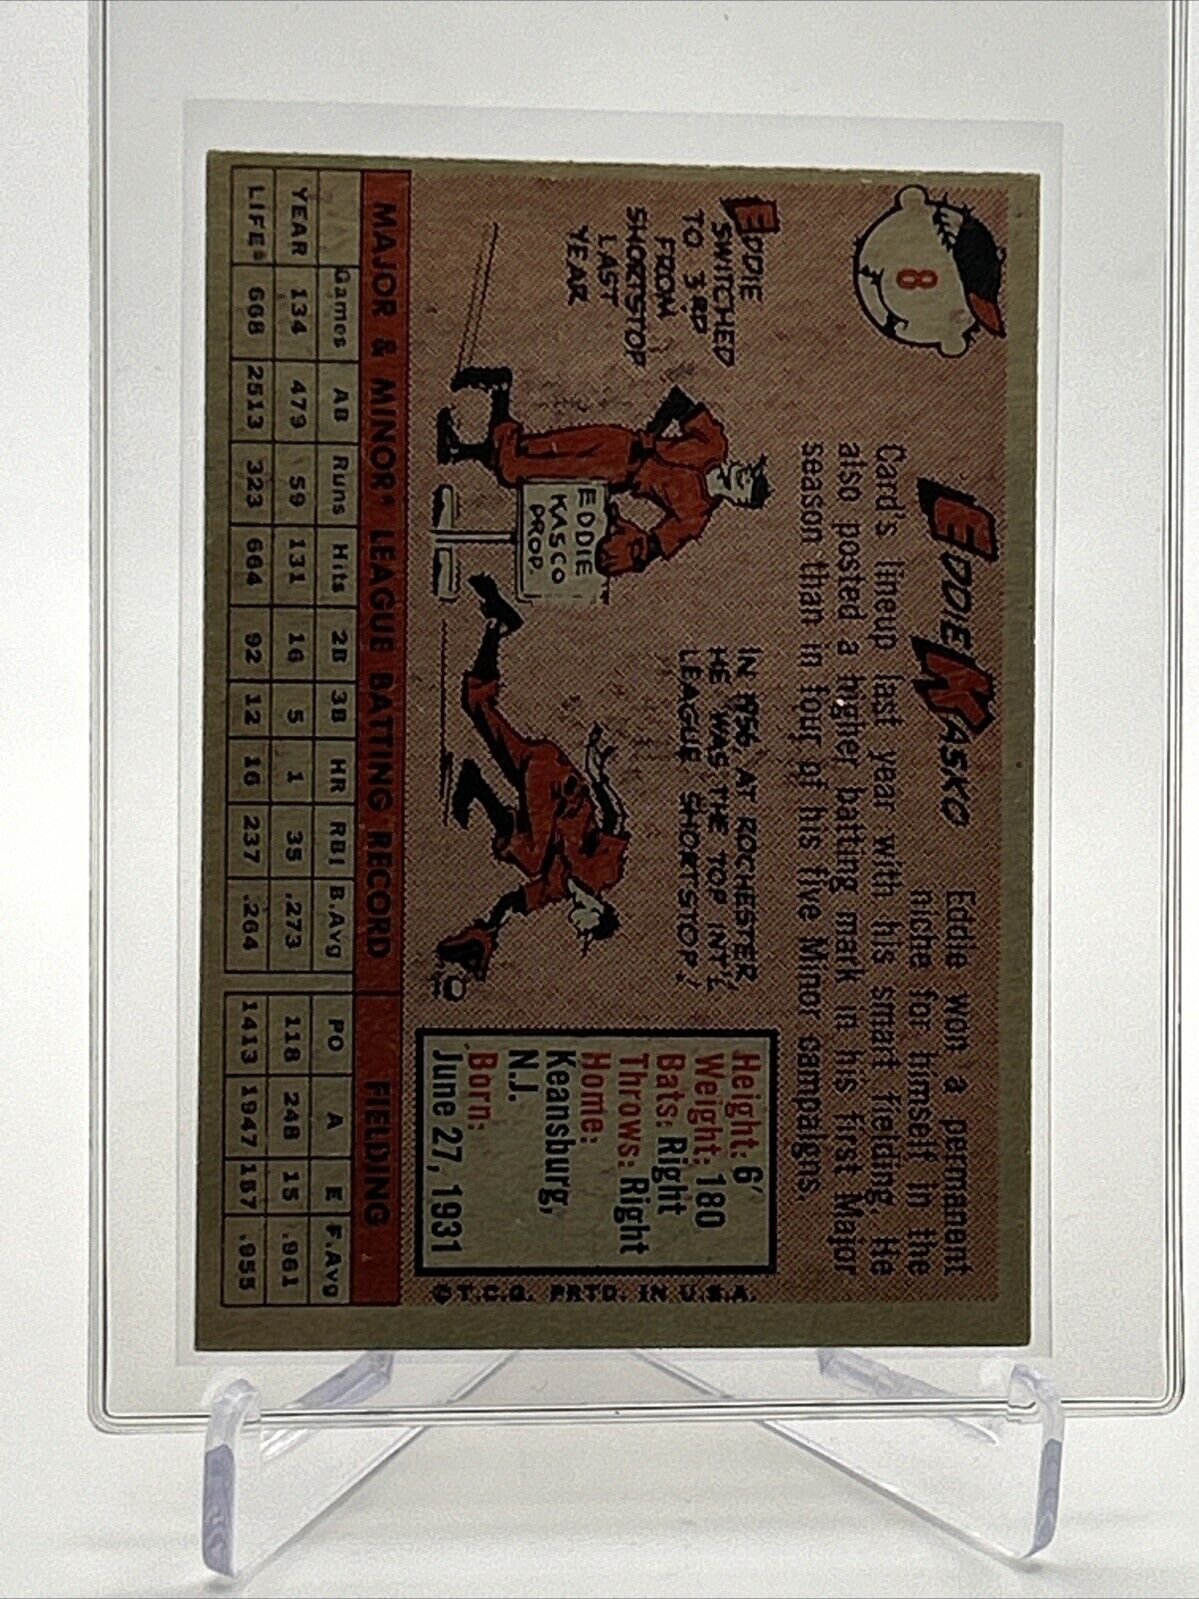 8
EDDIE KASKO
Eddie won a permanent
niche for himself in the
Card's lineup last year with his smart fielding. He
also posted a higher batting mark in his first Major
season than in four of his five Minor campaigns.
EDDIE
SWITCHED
TO 3RD
FROM
SHORTSTOP
LAST
YEAR
EDDIE
KASCO
PROP.
IN 1956, AT ROCHESTER,
HE WAS THE TOP INT'L
LEAGUE SHORTSTOP!
Height: 6'
Weight: 180
Bats: Right
Throws: Right
Home:
Keansburg,
N.J.
Born:
June 27, 1931
© T.C.G. PRTD. IN U.S.A.
MAJOR & MINOR* LEAGUE BATTING RECORD FIELDING
Games AB Runs Hits 2B 3B HR RBI B.Avg PO A E F.Avg
YEAR 134 479 59 131 16 5 1 35 .273 118 248 15 .961
LIFE* 668 2513 323 664 92 12 16 237 .264 1413 1947 157 .955